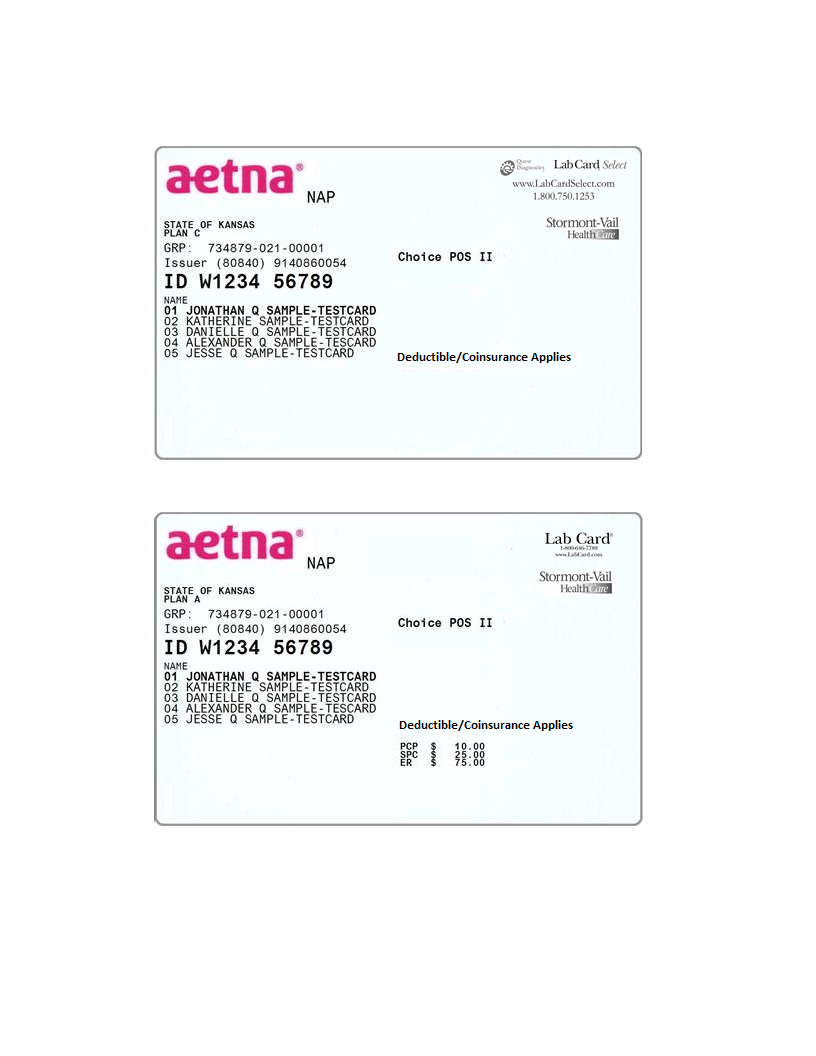 aetna®
NAP
Quest Diagnostics
Lab Card Select
www.LabCardSelect.com
1.800.750.1253
Stormont-Vail
HealthCare
STATE OF KANSAS
PLAN C
GRP: 734879-021-00001
Issuer (80840) 9140860054
ID W1234 56789
Choice POS II
NAME
01 JONATHAN Q SAMPLE-TESTCARD
02 KATHERINE SAMPLE-TESTCARD
03 DANIELLE Q SAMPLE-TESTCARD
04 ALEXANDER Q SAMPLE-TESCARD
05 JESSE Q SAMPLE-TESTCARD
Deductible/Coinsurance Applies
aetna®
NAP
Lab Card®
1-800-646-7788
www.LabCard.com
Stormont-Vail
HealthCare
STATE OF KANSAS
PLAN A
GRP: 734879-021-00001
Issuer (80840) 9140860054
ID W1234 56789
Choice POS II
NAME
01 JONATHAN Q SAMPLE-TESTCARD
02 KATHERINE SAMPLE-TESTCARD
03 DANIELLE Q SAMPLE-TESTCARD
04 ALEXANDER Q SAMPLE-TESCARD
05 JESSE Q SAMPLE-TESTCARD
Deductible/Coinsurance Applies
PCP $ 10.00
SPC $ 25.00
ER $ 75.00